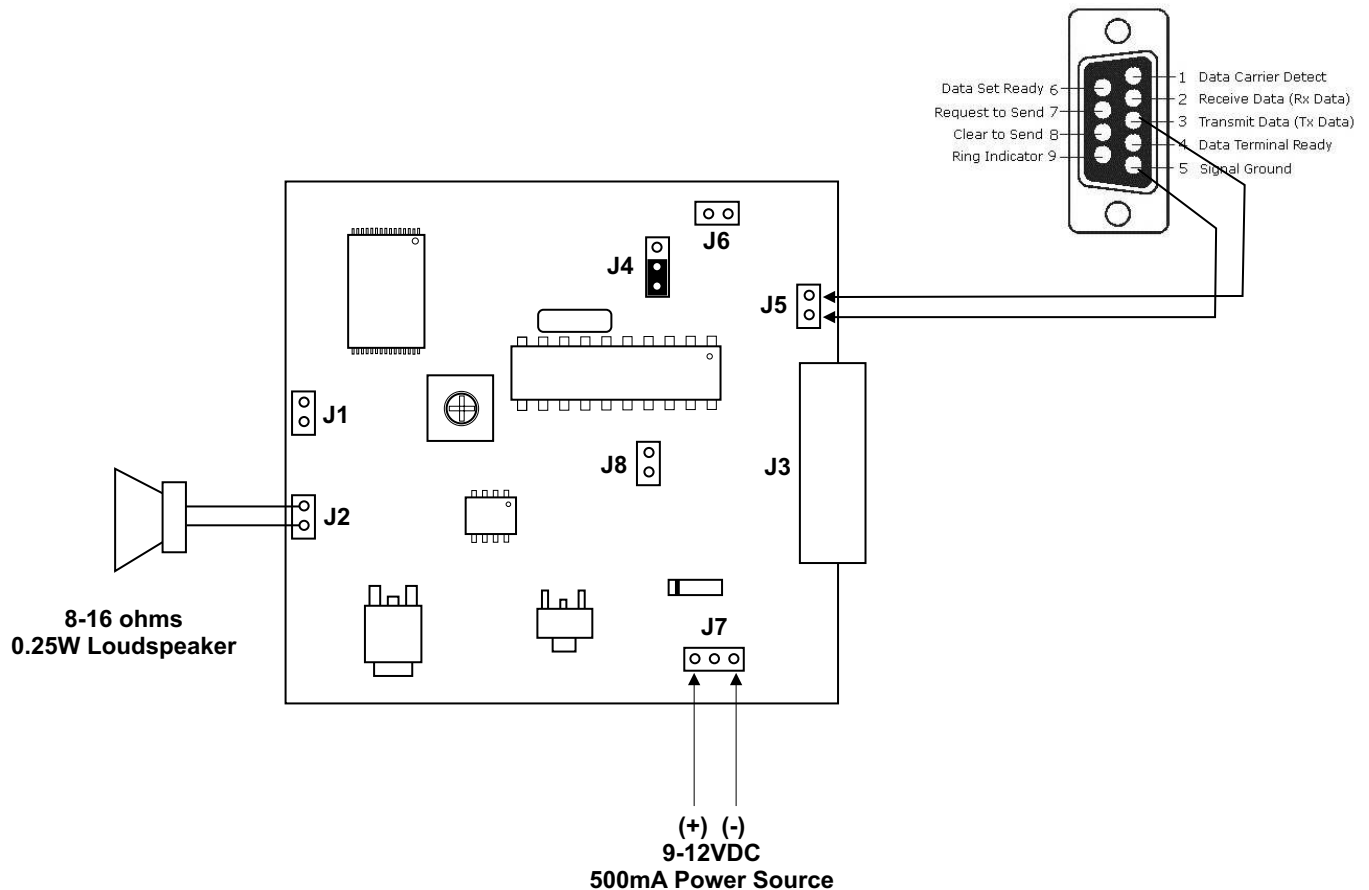 1 Data Carrier Detect
Data Set Ready 6
2 Receive Data (Rx Data)
Request to Send 7
3 Transmit Data (Tx Data)
Clear to Send 8
4 Data Terminal Ready
Ring Indicator 9
5 Signal Ground
J6
J4
J5
J1
J8
J3
J2
8-16 ohms
0.25W Loudspeaker
J7
(+) (-)
9-12VDC
500mA Power Source